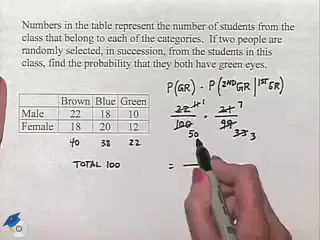 Numbers in the table represent the number of students from the
class that belong to each of the categories. If two people are
randomly selected, in succession, from the students in this
class, find the probability that they both have green eyes.
P(GR) · P(2ND GR | 1ST GR)
Brown Blue Green
Male 22 18 10
Female 18 20 12
40 38 22
TOTAL 100
22 11 1 · 21 7
100 99 33 3
50
=